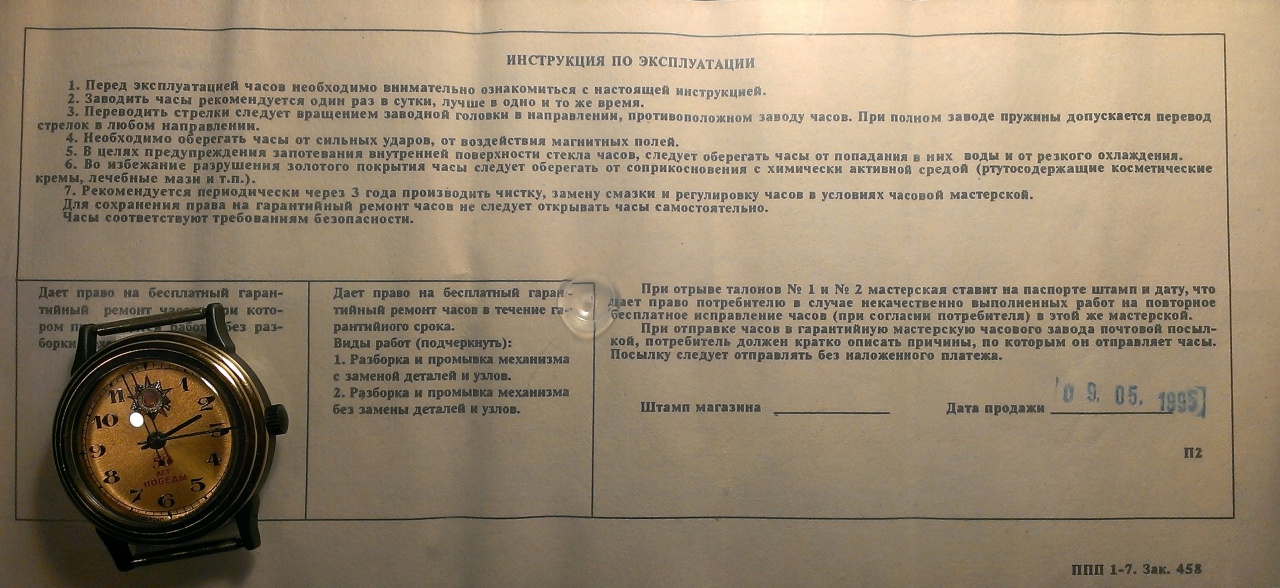 ИНСТРУКЦИЯ ПО ЭКСПЛУАТАЦИИ
1. Перед эксплуатацией часов необходимо внимательно ознакомиться с настоящей инструкцией.
2. Заводить часы рекомендуется один раз в сутки, лучше в одно и то же время.
3. Переводить стрелки следует вращением заводной головки в направлении, противоположном заводу часов. При полном заводе пружины допускается перевод
стрелок в любом направлении.
4. Необходимо оберегать часы от сильных ударов, от воздействия магнитных полей.
5. В целях предупреждения запотевания внутренней поверхности стекла часов, следует оберегать часы от попадания в них воды и от резкого охлаждения.
6. Во избежание разрушения золотого покрытия часы следует оберегать от соприкосновения с химически активной средой (ртутосодержащие косметические
кремы, лечебные мази и т.п.).
7. Рекомендуется периодически через 3 года производить чистку, замену смазки и регулировку часов в условиях часовой мастерской.
Для сохранения права на гарантийный ремонт часов не следует открывать часы самостоятельно.
Часы соответствуют требованиям безопасности.
Дает право на бесплатный гаран-
тийный ремонт часов при кото-
ром без раз-
борки
Дает право на бесплатный гаран-
тийный ремонт часов в течение га-
рантийного срока.
Виды работ (подчеркнуть):
1. Разборка и промывка механизма
с заменой деталей и узлов.
2. Разборка и промывка механизма
без замены деталей и узлов.
При отрыве талонов № 1 и № 2 мастерская ставит на паспорте штамп и дату, что
дает право потребителю в случае некачественно выполненных работ на повторное
бесплатное исправление часов (при согласии потребителя) в этой же мастерской.
При отправке часов в гарантийную мастерскую часового завода почтовой посыл-
кой, потребитель должен кратко описать причины, по которым он отправляет часы.
Посылку следует отправлять без наложенного платежа.
Штамп магазина
Дата продажи 09.05.1995
П2
ППП 1-7. Зак. 458
11 1
10 2
9
8 4
7 6 5
50
ЛЕТ
ПОБЕДЫ